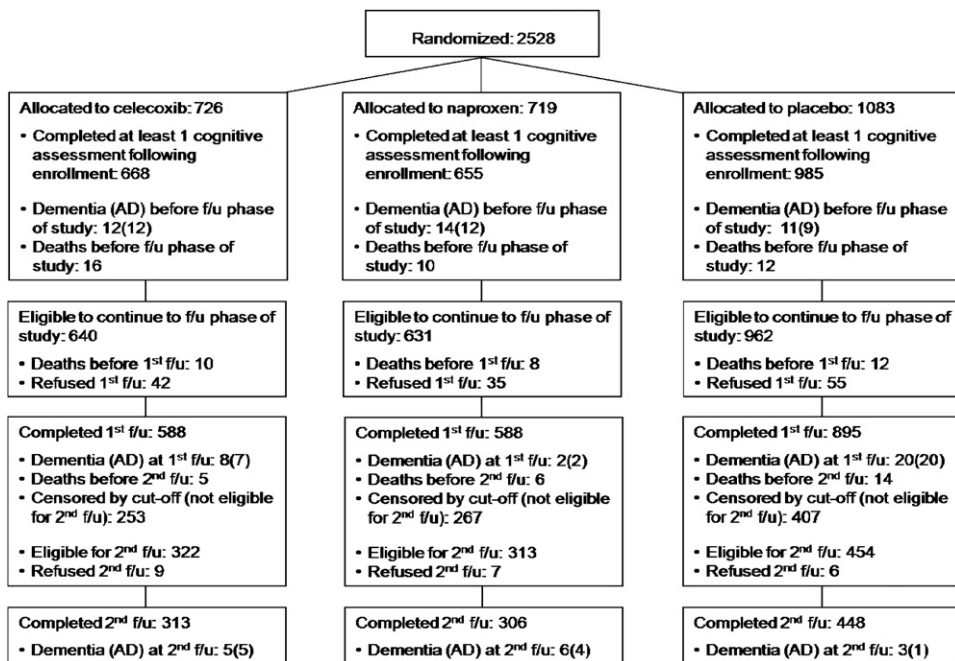 Randomized: 2528
Allocated to celecoxib: 726
• Completed at least 1 cognitive
assessment following
enrollment: 668
• Dementia (AD) before f/u phase
of study: 12(12)
• Deaths before f/u phase of
study: 16
Eligible to continue to f/u phase of
study: 640
• Deaths before 1st f/u: 10
• Refused 1st f/u: 42
Completed 1st f/u: 588
• Dementia (AD) at 1st f/u: 8(7)
• Deaths before 2nd f/u: 5
• Censored by cut-off (not eligible
for 2nd f/u): 253
• Eligible for 2nd f/u: 322
• Refused 2nd f/u: 9
Completed 2nd f/u: 313
• Dementia (AD) at 2nd f/u: 5(5)
Allocated to naproxen: 719
• Completed at least 1 cognitive
assessment following
enrollment: 655
• Dementia (AD) before f/u phase
of study: 14(12)
• Deaths before f/u phase of
study: 10
Eligible to continue to f/u phase of
study: 631
• Deaths before 1st f/u: 8
• Refused 1st f/u: 35
Completed 1st f/u: 588
• Dementia (AD) at 1st f/u: 2(2)
• Deaths before 2nd f/u: 6
• Censored by cut-off (not eligible
for 2nd f/u): 267
• Eligible for 2nd f/u: 313
• Refused 2nd f/u: 7
Completed 2nd f/u: 306
• Dementia (AD) at 2nd f/u: 6(4)
Allocated to placebo: 1083
• Completed at least 1 cognitive
assessment following
enrollment: 985
• Dementia (AD) before f/u phase
of study: 11(9)
• Deaths before f/u phase of study:
12
Eligible to continue to f/u phase of
study: 962
• Deaths before 1st f/u: 12
• Refused 1st f/u: 55
Completed 1st f/u: 895
• Dementia (AD) at 1st f/u: 20(20)
• Deaths before 2nd f/u: 14
• Censored by cut-off (not eligible
for 2nd f/u): 407
• Eligible for 2nd f/u: 454
• Refused 2nd f/u: 6
Completed 2nd f/u: 448
• Dementia (AD) at 2nd f/u: 3(1)